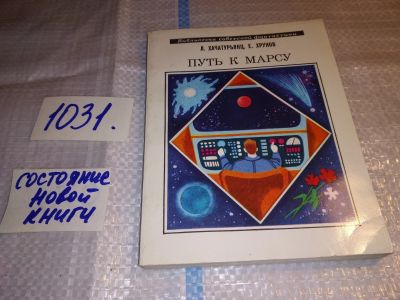 Библиотека советской фантастики
Л. ХАЧАТУРЬЯНЦ, Е. ХРУНОВ
ПУТЬ К МАРСУ
1031.
состояние
новой
книги